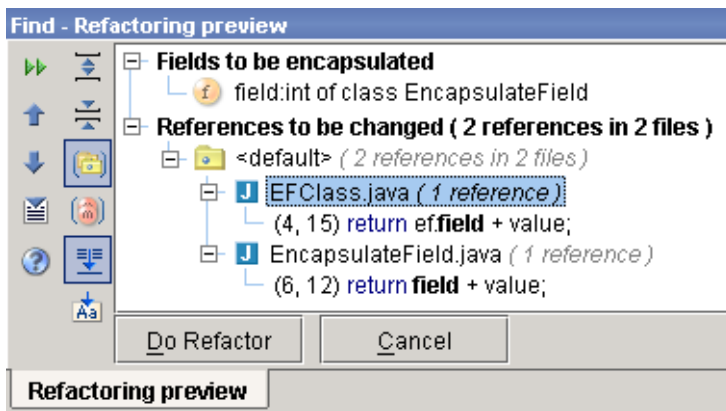 Find - Refactoring preview
Fields to be encapsulated
f field:int of class EncapsulateField
References to be changed ( 2 references in 2 files )
<default> ( 2 references in 2 files )
J EFClass.java ( 1 reference )
(4, 15) return ef.field + value;
J EncapsulateField.java ( 1 reference )
(6, 12) return field + value;
m
?
Aa
Do Refactor Cancel
Refactoring preview